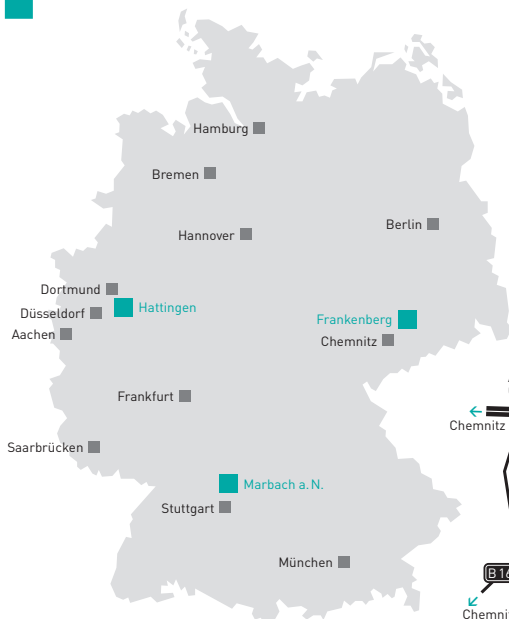 Hamburg
Bremen
Berlin
Hannover
Dortmund
Hattingen
Düsseldorf
Frankenberg
Aachen
Chemnitz
Frankfurt
Chemnitz
Saarbrücken
Marbach a. N.
Stuttgart
München